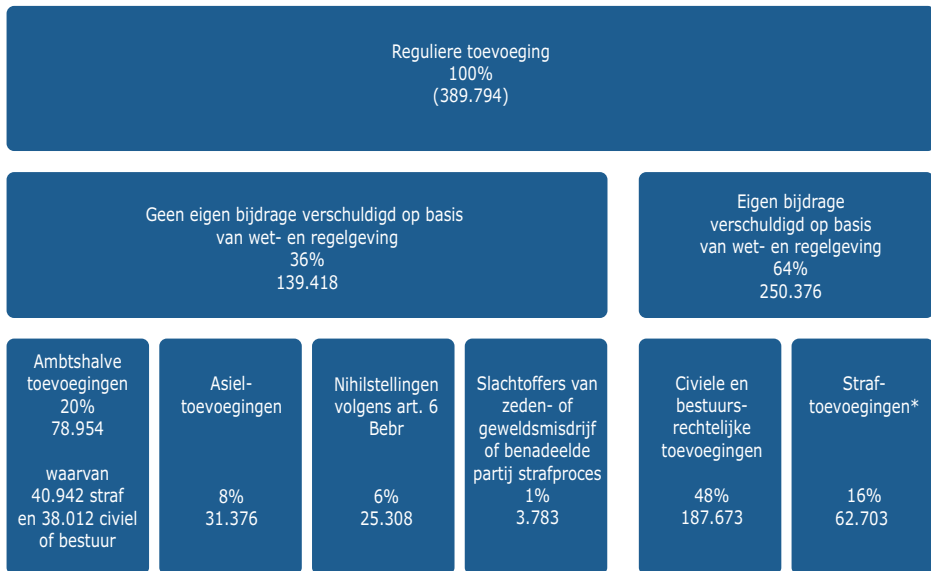 Reguliere toevoeging
100%
(389.794)
Geen eigen bijdrage verschuldigd op basis
van wet- en regelgeving
36%
139.418
Eigen bijdrage
verschuldigd op basis
van wet- en regelgeving
64%
250.376
Ambtshalve
toevoegingen
20%
78.954
waarvan
40.942 straf
en 38.012 civiel
of bestuur
Asiel-
toevoegingen
8%
31.376
Nihilstellingen
volgens art. 6
Bebr
6%
25.308
Slachtoffers van
zeden- of
geweldsmisdrijf
of benadeelde
partij strafproces
1%
3.783
Civiele en
bestuurs-
rechtelijke
toevoegingen
48%
187.673
Straf-
toevoegingen*
16%
62.703